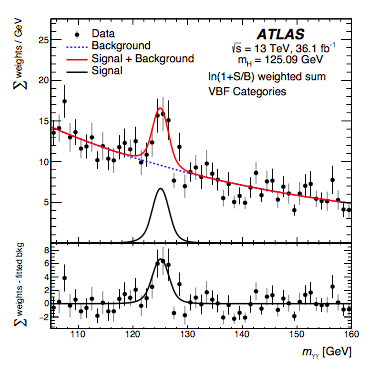 ∑ weights / GeV
25
20
15
10
5
Data
Background
Signal + Background
Signal
ATLAS
√s = 13 TeV, 36.1 fb⁻¹
m_H = 125.09 GeV
ln(1+S/B) weighted sum
VBF Categories
∑ weights - fitted bkg
8
6
4
2
0
−2
110 120 130 140 150 160
m_γγ [GeV]